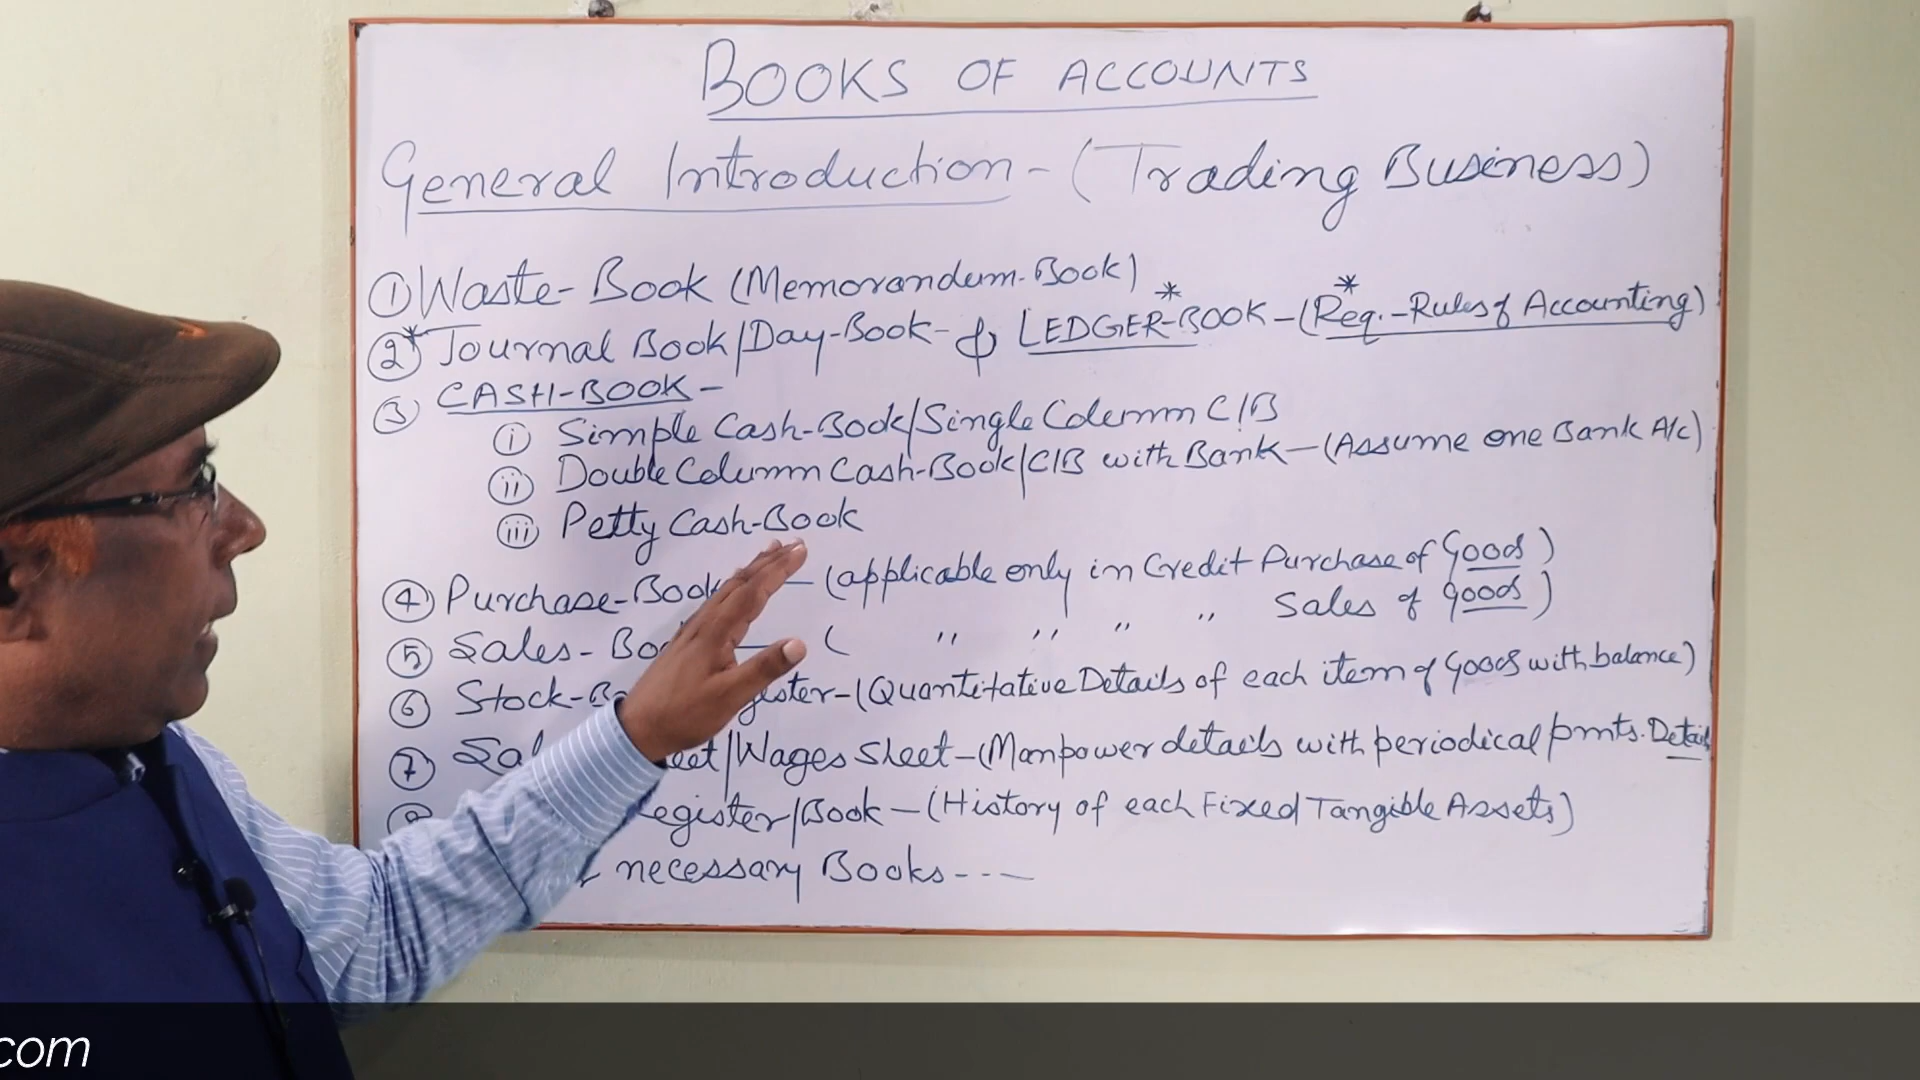 BOOKS OF ACCOUNTS
General Introduction - (Trading Business)
① Waste-Book (Memorandum-Book)
②* Journal Book/Day-Book - & LEDGER-BOOK* - (Req.*-Rules of Accounting)
③ CASH-BOOK -
ⓘ Simple Cash-Book/Single Column C/B
ⓘⓘ Double Column Cash-Book/C/B with Bank - (Assume one Bank A/c)
ⓘⓘⓘ Petty Cash-Book
④ Purchase-Book - (applicable only in Credit Purchase of Goods)
⑤ Sales-Boo - ( " " " " Sales of goods)
⑥ Stock-B gister - (Quantitative Details of each item of Goods with balance)
⑦ Sal eet/Wages Sheet - (Manpower details with periodical pmts. Details
egister/Book - (History of each Fixed Tangible Assets)
necessary Books ---
com